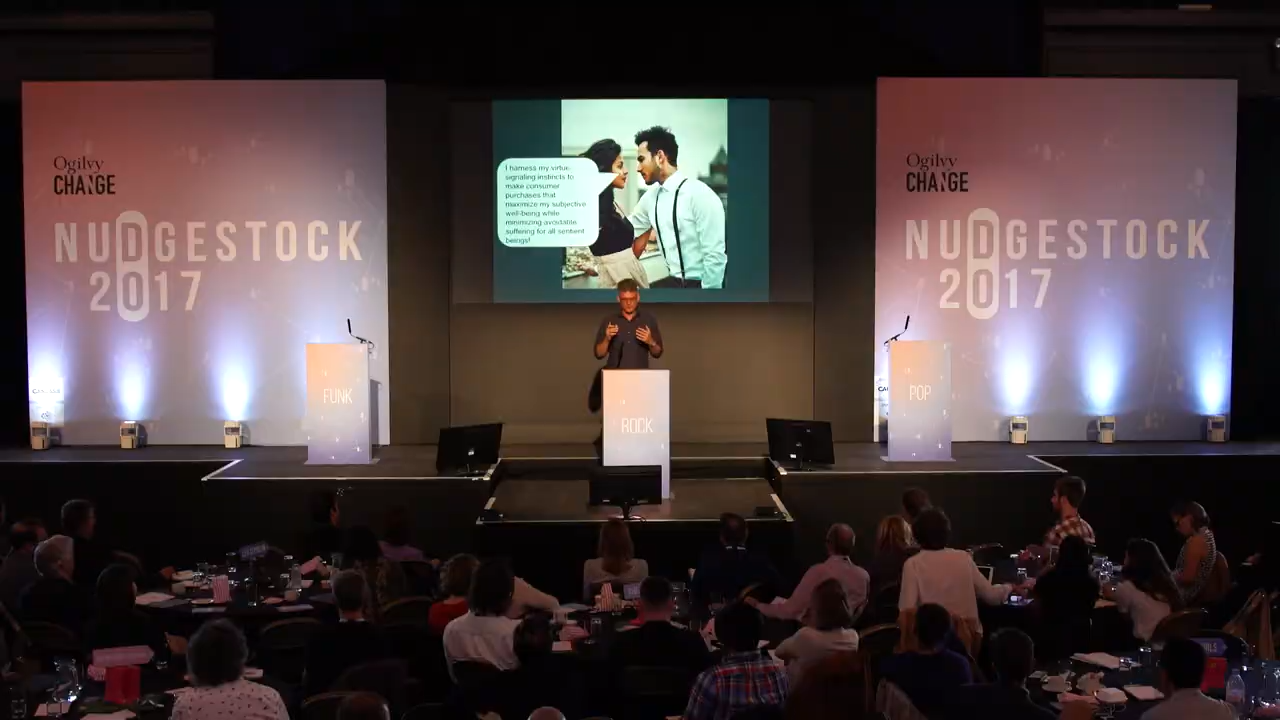 Ogilvy
CHANGE
NUDGESTOCK
2017
I harness my virtue-
signaling instincts to
make consumer
purchases that
maximize my subjective
well-being while
minimizing avoidable
suffering for all sentient
beings!
Ogilvy
CHANGE
NUDGESTOCK
2017
FUNK
ROCK
POP